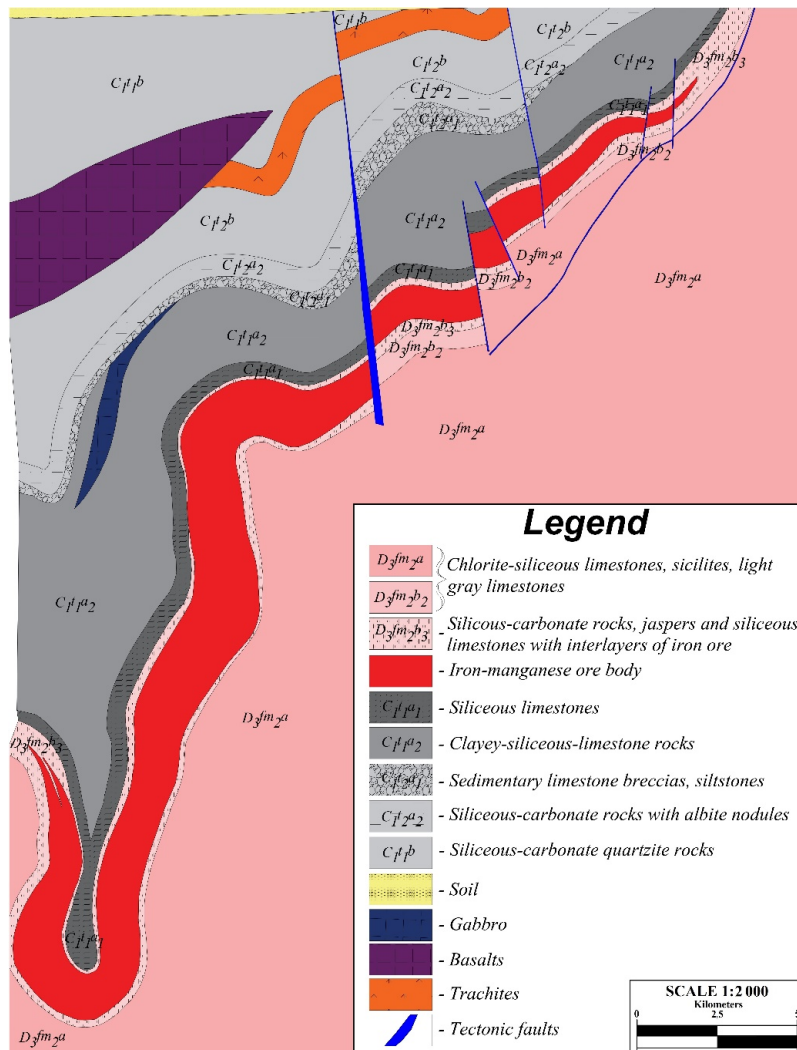 C₁t₁b
C₁t₂b
C₁t₂b
C₁t₂a₂
C₁t₂a₂
C₁t₁a₂
D₃fm₂b₃
C₁t₁b
C₁t₂a₁
C₁t₁a₁
D₃fm₂b₂
C₁t₂b
C₁t₁a₂
D₃fm₂a
C₁t₂a₂
C₁t₁a₁
D₃fm₂b₂
D₃fm₂a
C₁t₂a₁
C₁t₁a₂
D₃fm₂b₃
D₃fm₂b₂
C₁t₁a₁
D₃fm₂a
C₁t₁a₂
D₃fm₂a
D₃fm₂b₃
C₁t₁a₁
D₃fm₂a
Legend
D₃fm₂a
D₃fm₂b₂
Chlorite-siliceous limestones, sicilites, light
gray limestones
D₃fm₂b₃ - Silicous-carbonate rocks, jaspers and siliceous
limestones with interlayers of iron ore
- Iron-manganese ore body
C₁t₁a₁ - Siliceous limestones
C₁t₁a₂ - Clayey-siliceous-limestone rocks
C₁t₂a₁ - Sedimentary limestone breccias, siltstones
C₁t₂a₂ - Siliceous-carbonate rocks with albite nodules
C₁t₁b - Siliceous-carbonate quartzite rocks
- Soil
- Gabbro
- Basalts
- Trachites
- Tectonic faults
SCALE 1:2 000
Kilometers
0 2.5